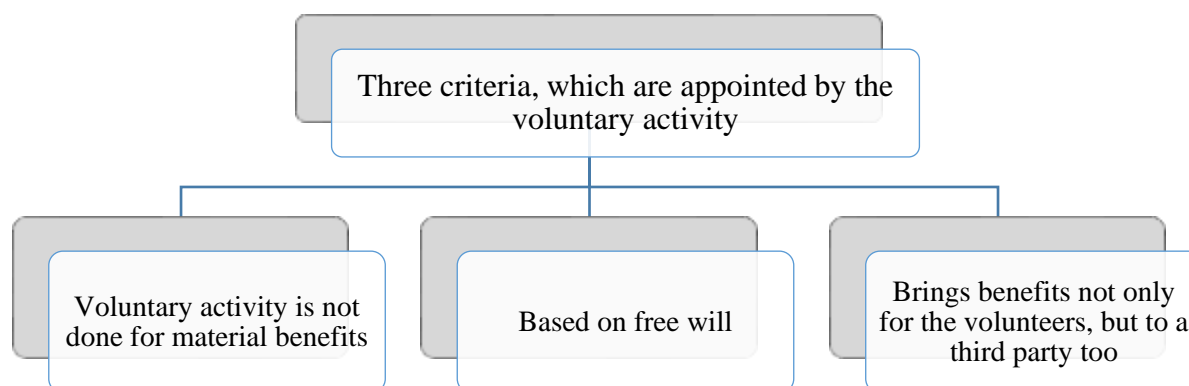 Three criteria, which are appointed by the
voluntary activity
Voluntary activity is not
done for material benefits
Based on free will
Brings benefits not only
for the volunteers, but to a
third party too